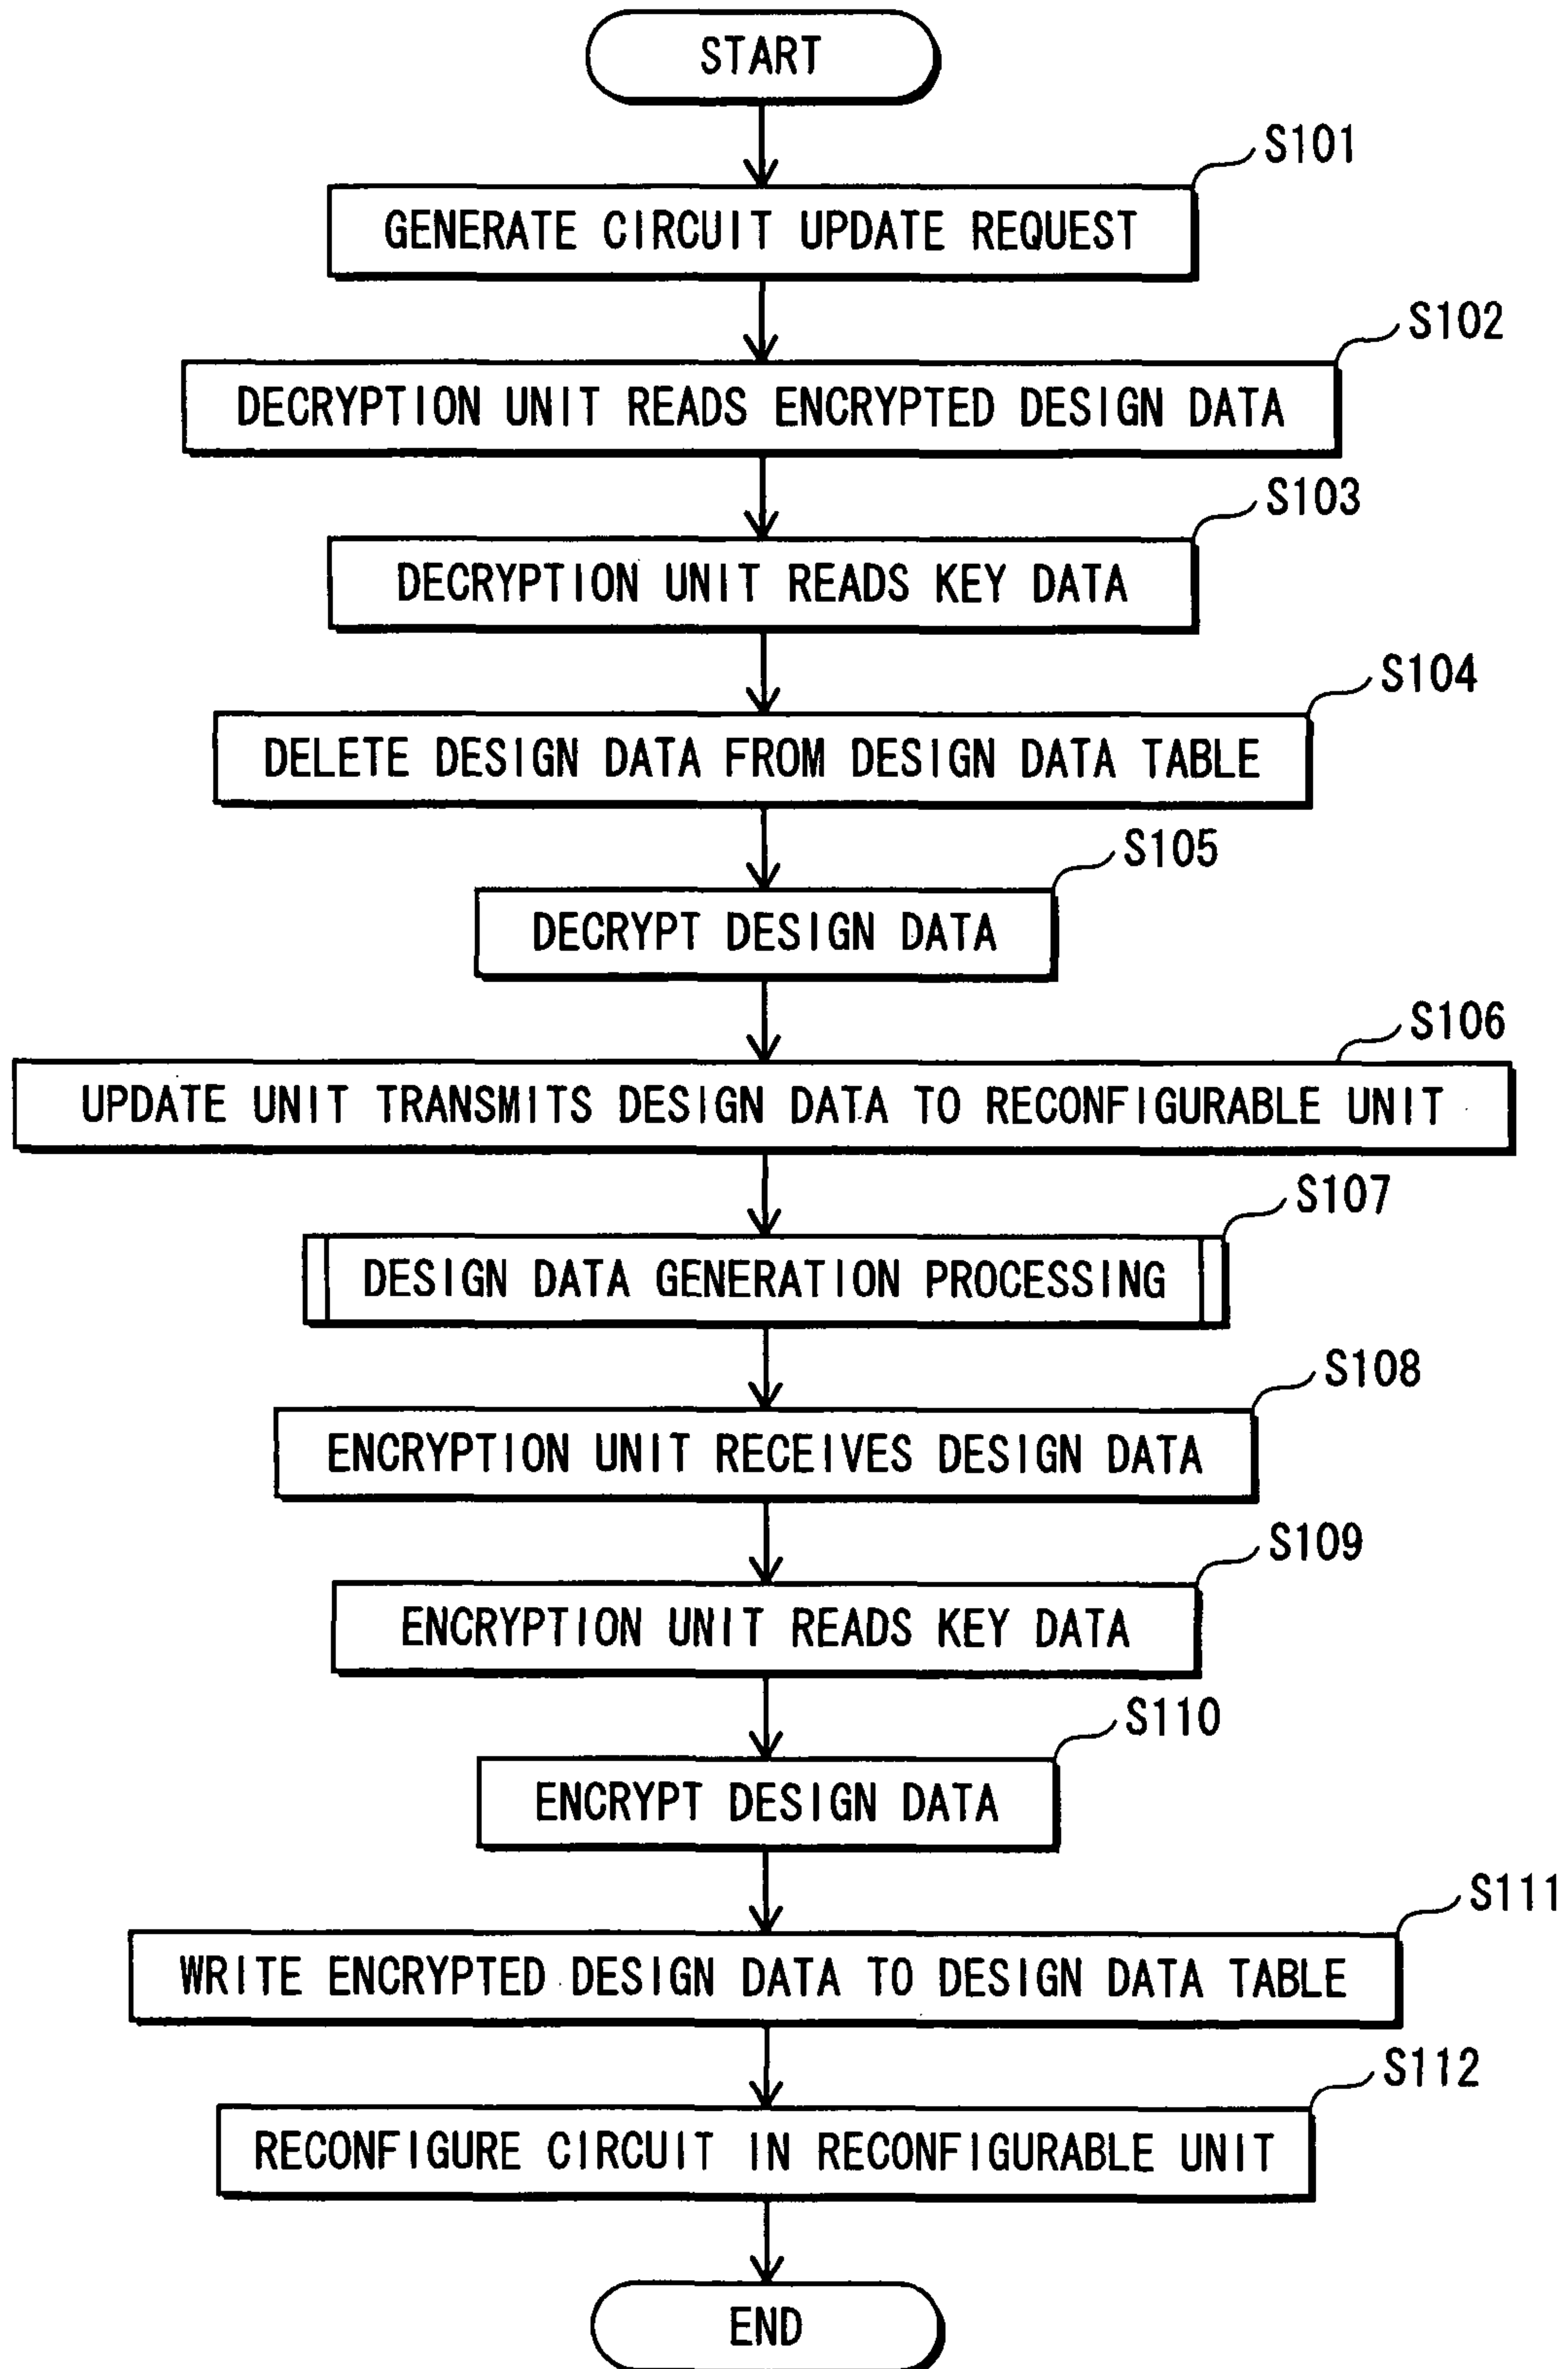 START
S101
GENERATE CIRCUIT UPDATE REQUEST
S102
DECRYPTION UNIT READS ENCRYPTED DESIGN DATA
S103
DECRYPTION UNIT READS KEY DATA
S104
DELETE DESIGN DATA FROM DESIGN DATA TABLE
S105
DECRYPT DESIGN DATA
S106
UPDATE UNIT TRANSMITS DESIGN DATA TO RECONFIGURABLE UNIT
S107
DESIGN DATA GENERATION PROCESSING
S108
ENCRYPTION UNIT RECEIVES DESIGN DATA
S109
ENCRYPTION UNIT READS KEY DATA
S110
ENCRYPT DESIGN DATA
S111
WRITE ENCRYPTED DESIGN DATA TO DESIGN DATA TABLE
S112
RECONFIGURE CIRCUIT IN RECONFIGURABLE UNIT
END